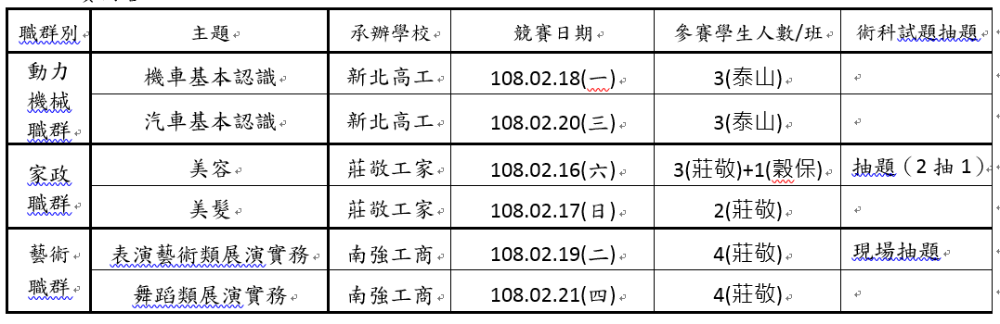 職群別 主題 承辦學校 競賽日期 參賽學生人數/班 術科試題抽題
動力機械職群 機車基本認識 新北高工 108.02.18(一) 3(泰山)
汽車基本認識 新北高工 108.02.20(三) 3(泰山)
家政職群 美容 莊敬工家 108.02.16(六) 3(莊敬)+1(穀保) 抽題（2抽1）
美髮 莊敬工家 108.02.17(日) 2(莊敬)
藝術職群 表演藝術類展演實務 南強工商 108.02.19(二) 4(莊敬) 現場抽題
舞蹈類展演實務 南強工商 108.02.21(四) 4(莊敬)